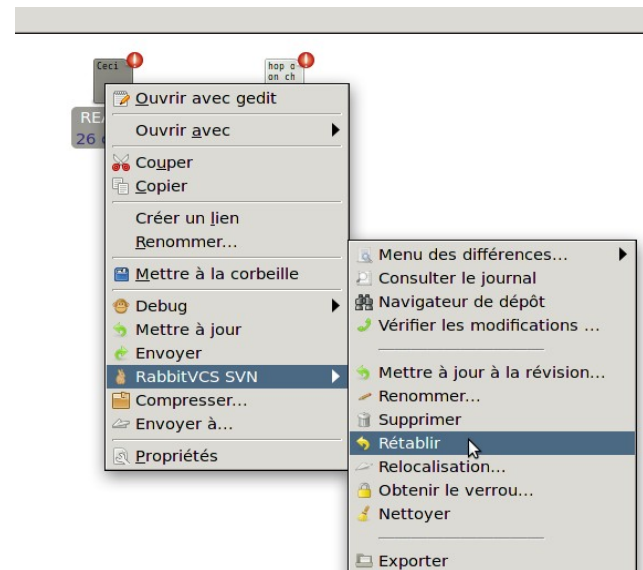 Ceci
hop o
on ch
RE
26
Ouvrir avec gedit
Ouvrir avec
Couper
Copier
Créer un lien
Renommer...
Mettre à la corbeille
Debug
Mettre à jour
Envoyer
RabbitVCS SVN
Compresser...
Envoyer à...
Propriétés
Menu des différences...
Consulter le journal
Navigateur de dépôt
Vérifier les modifications ...
Mettre à jour à la révision...
Renommer...
Supprimer
Rétablir
Relocalisation...
Obtenir le verrou...
Nettoyer
Exporter